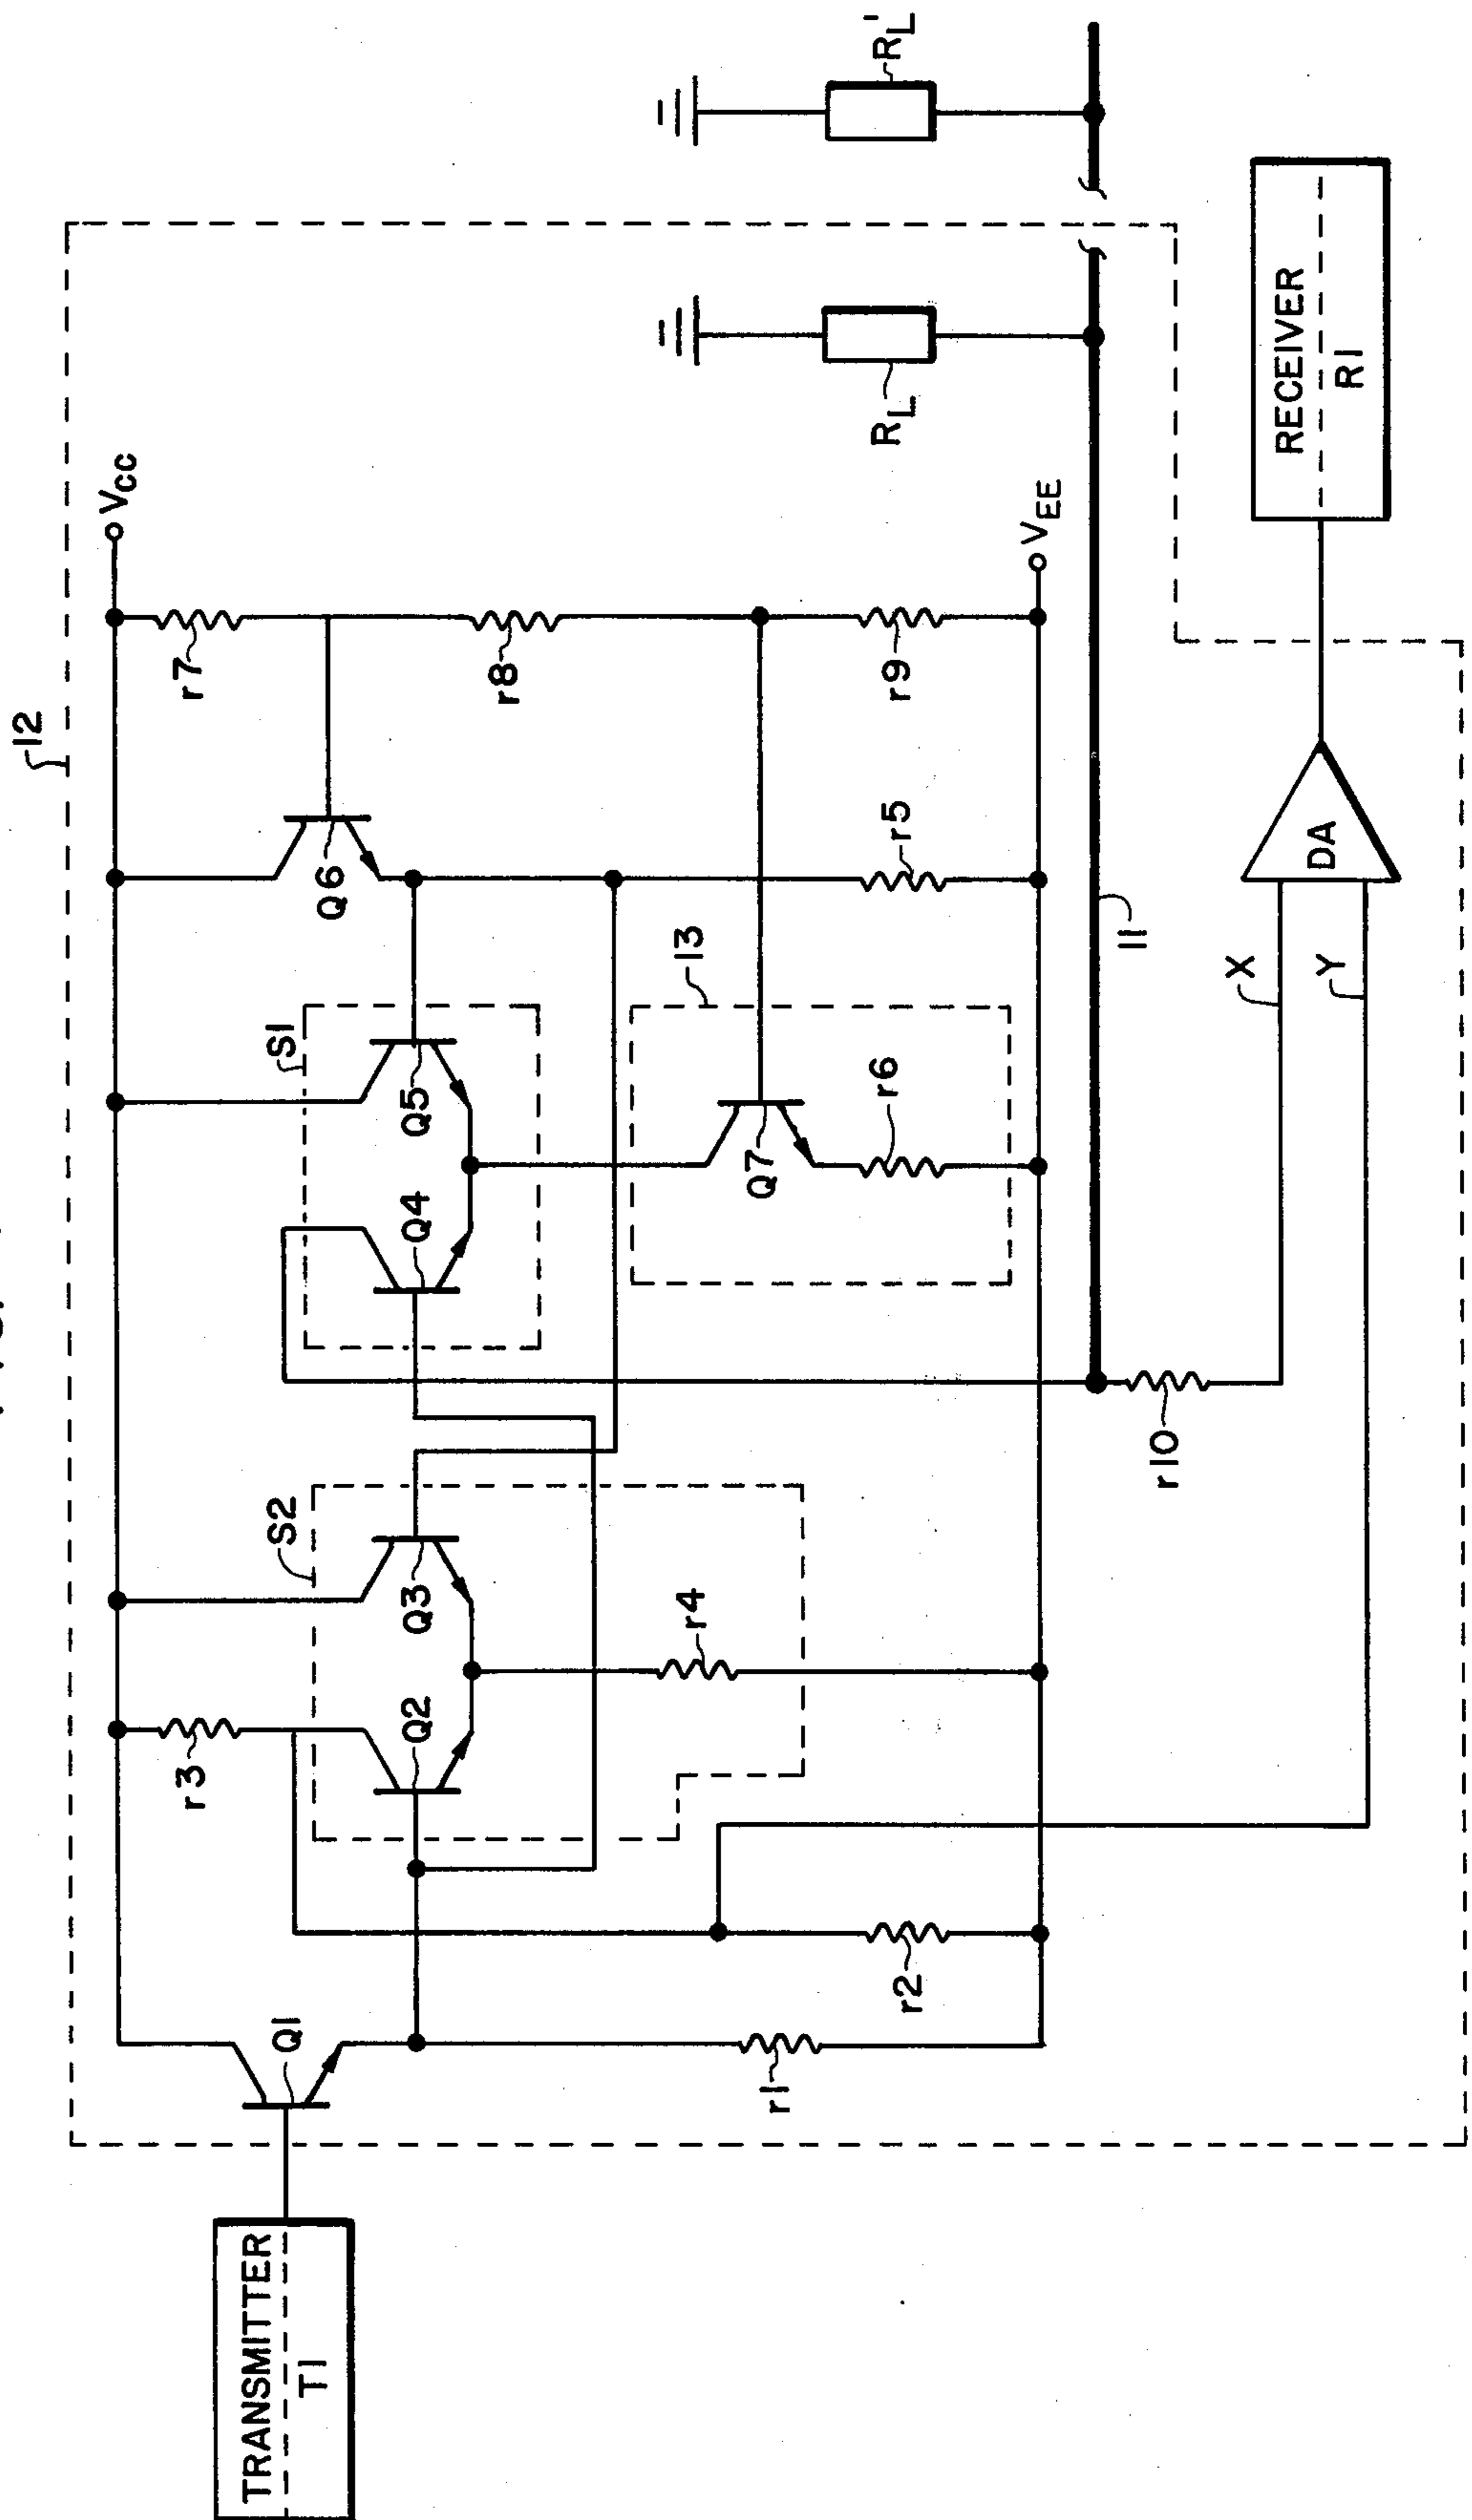 12
VCC
r7
Q6
r8
S1
Q5
Q4
13
Q7
r6
r5
r9
VEE
RL
RL'
S2
Q3
Q2
r3
r4
Q1
r1
r2
r10
11
X
Y
DA
TRANSMITTER
T1
RECEIVER
R1